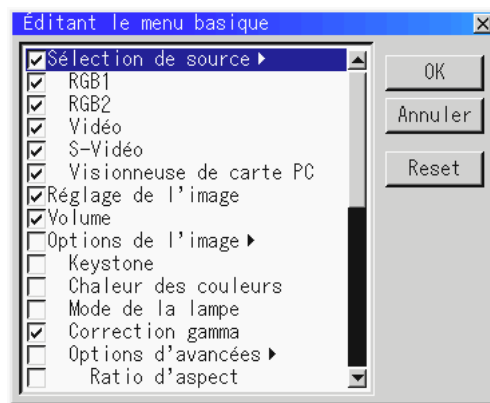 Éditant le menu basique
Sélection de source
RGB1
RGB2
Vidéo
S-Vidéo
Visionneuse de carte PC
Réglage de l'image
Volume
Options de l'image
Keystone
Chaleur des couleurs
Mode de la lampe
Correction gamma
Options d'avancées
Ratio d'aspect
OK
Annuler
Reset